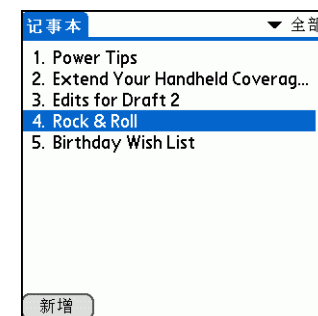 记事本 全部
1. Power Tips
2. Extend Your Handheld Coverag...
3. Edits for Draft 2
4. Rock & Roll
5. Birthday Wish List
新增